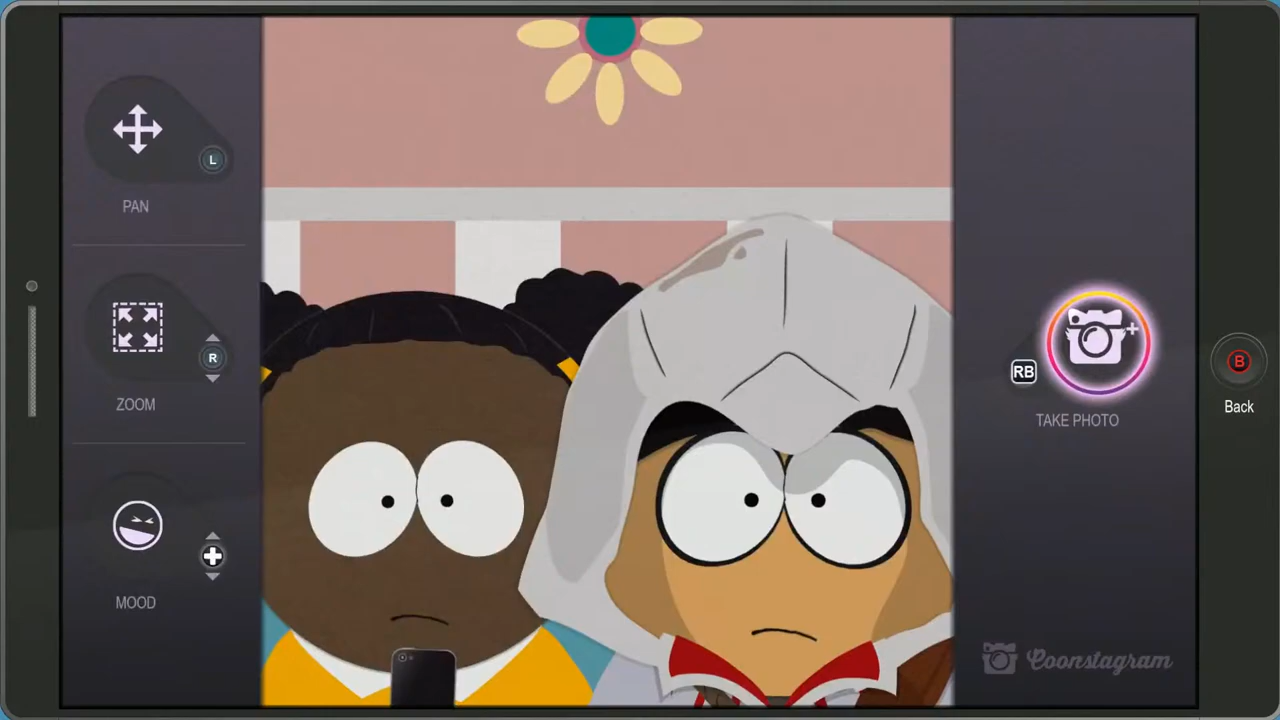 L
PAN
R
ZOOM
MOOD
RB
TAKE PHOTO
B
Back
Coonstagram